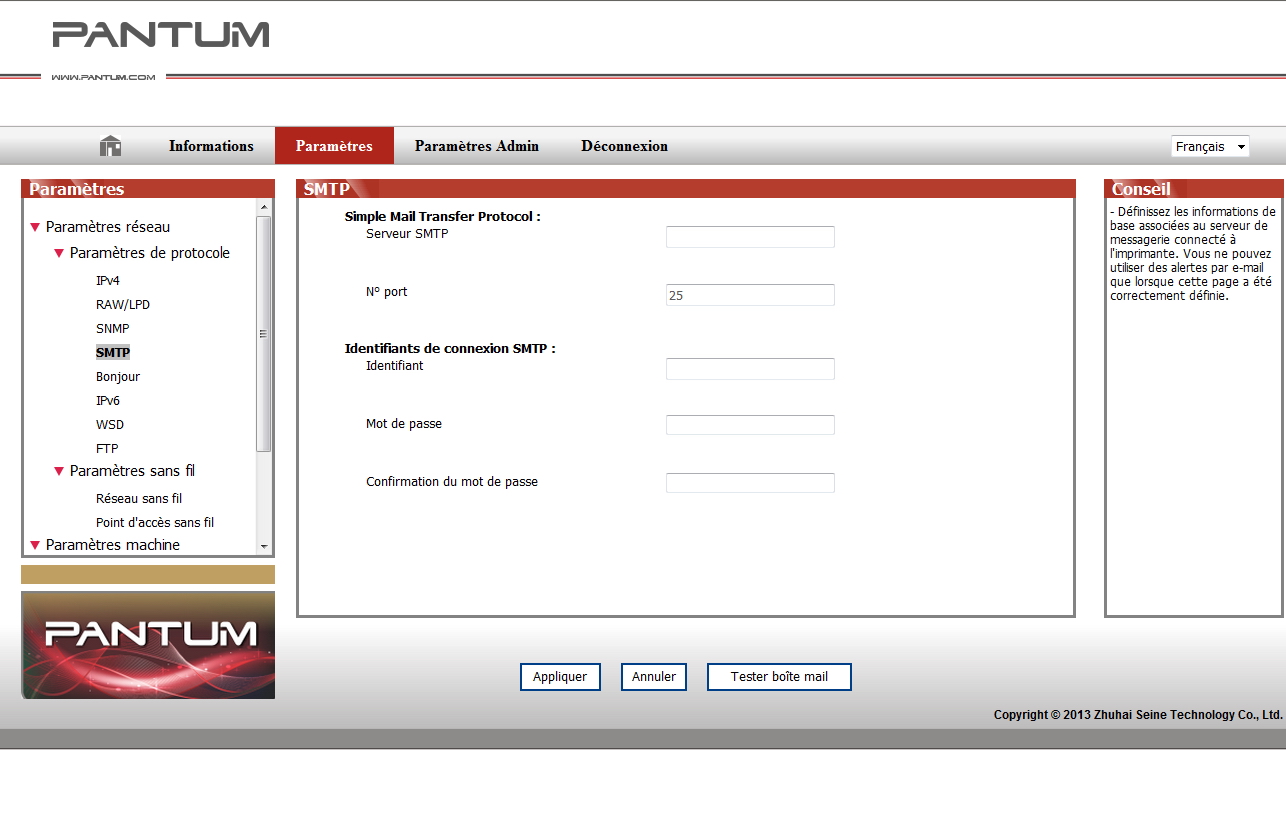 PANTUM
WWW.PANTUM.COM
Informations
Paramètres
Paramètres Admin
Déconnexion
Français
Paramètres
Paramètres réseau
Paramètres de protocole
IPv4
RAW/LPD
SNMP
SMTP
Bonjour
IPv6
WSD
FTP
Paramètres sans fil
Réseau sans fil
Point d'accès sans fil
Paramètres machine
PANTUM
SMTP
Simple Mail Transfer Protocol :
Serveur SMTP
N° port
25
Identifiants de connexion SMTP :
Identifiant
Mot de passe
Confirmation du mot de passe
Conseil
- Définissez les informations de
base associées au serveur de
messagerie connecté à
l'imprimante. Vous ne pouvez
utiliser des alertes par e-mail
que lorsque cette page a été
correctement définie.
Appliquer
Annuler
Tester boîte mail
Copyright © 2013 Zhuhai Seine Technology Co., Ltd.